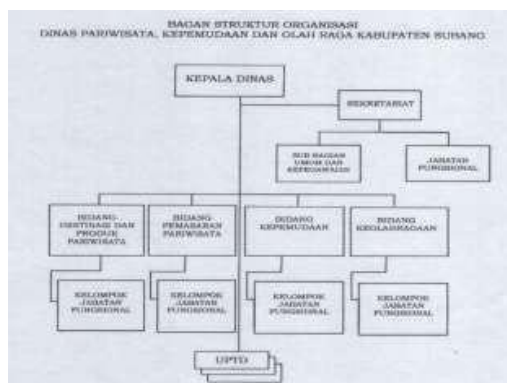 BAGAN STRUKTUR ORGANISASI
DINAS PARIWISATA, KEPEMUDAAN DAN OLAH RAGA KABUPATEN SUBANG
KEPALA DINAS
SEKRETARIAT
SUB BAGIAN
UMUM DAN
KEPEGAWAIAN
JABATAN
FUNGSIONAL
BIDANG
DESTINASI DAN
PRODUK
PARIWISATA
BIDANG
PEMASARAN
PARIWISATA
BIDANG
KEPEMUDAAN
BIDANG
KEOLAHRAGAAN
KELOMPOK
JABATAN
FUNGSIONAL
KELOMPOK
JABATAN
FUNGSIONAL
KELOMPOK
JABATAN
FUNGSIONAL
KELOMPOK
JABATAN
FUNGSIONAL
UPTD